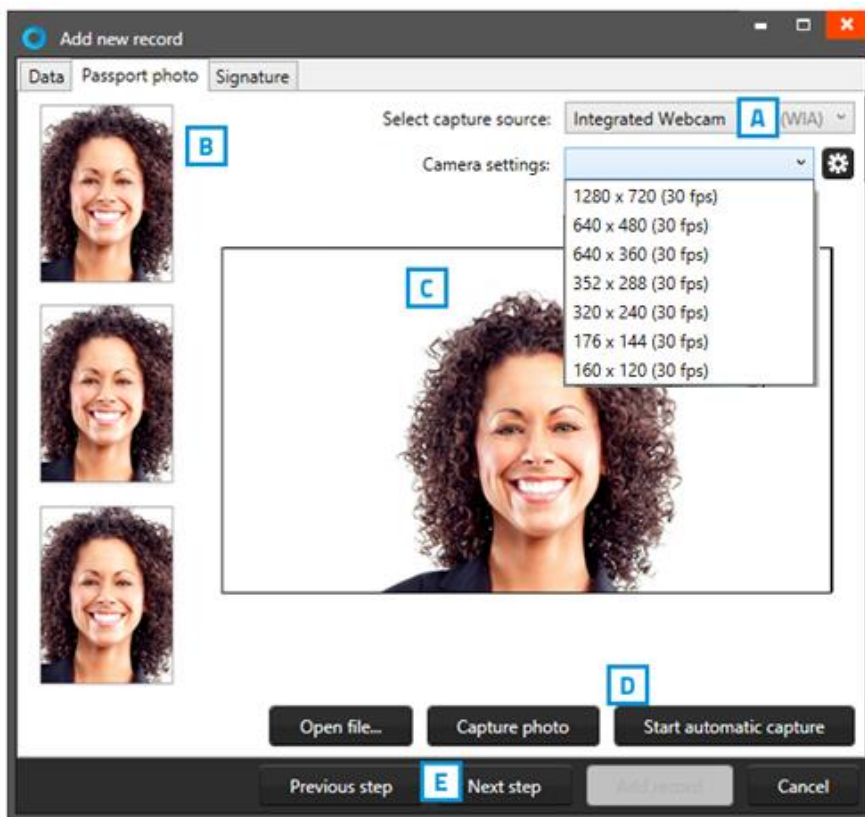 Add new record
Data Passport photo Signature
B
Select capture source: Integrated Webcam A (WIA)
Camera settings:
1280 x 720 (30 fps)
640 x 480 (30 fps)
640 x 360 (30 fps)
C
352 x 288 (30 fps)
320 x 240 (30 fps)
176 x 144 (30 fps)
160 x 120 (30 fps)
D
Open file... Capture photo Start automatic capture
Previous step E Next step Add record Cancel